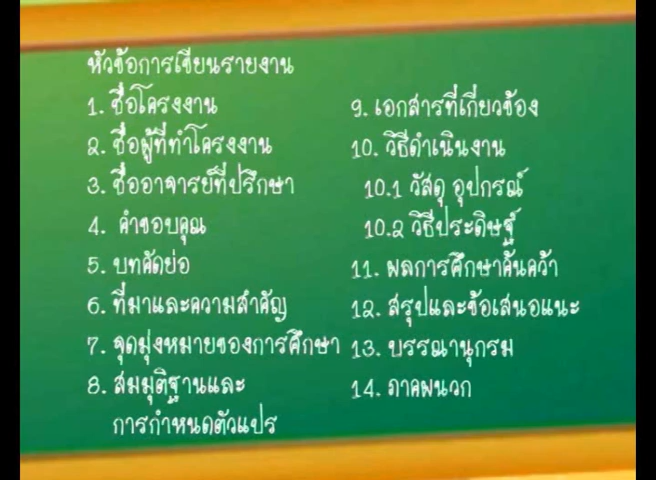 หัวข้อการเขียนรายงาน
1. ชื่อโครงงาน
2. ชื่อผู้ที่ทำโครงงาน
3. ชื่ออาจารย์ที่ปรึกษา
4. คำขอบคุณ
5. บทคัดย่อ
6. ที่มาและความสำคัญ
7. จุดมุ่งหมายของการศึกษา
8. สมมุติฐานและ
การกำหนดตัวแปร
9. เอกสารที่เกี่ยวข้อง
10. วิธีดำเนินงาน
10.1 วัสดุ อุปกรณ์
10.2 วิธีประดิษฐ์
11. ผลการศึกษาค้นคว้า
12. สรุปและข้อเสนอแนะ
13. บรรณานุกรม
14. ภาคผนวก